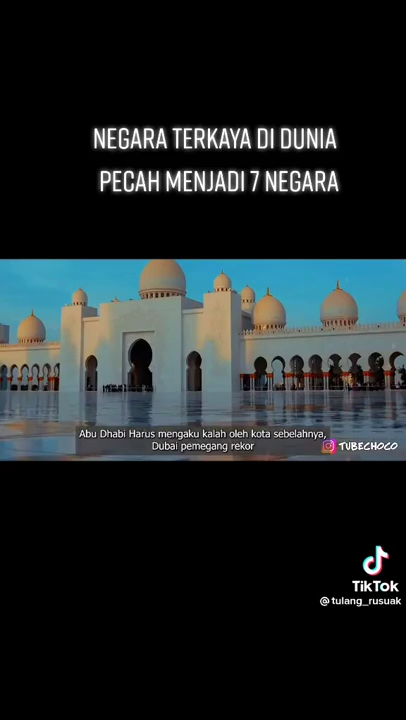 NEGARA TERKAYA DI DUNIA
PECAH MENJADI 7 NEGARA
Abu Dhabi Harus mengaku kalah oleh kota sebelahnya,
Dubai pemegang rekor
TUBECHOCO
TikTok
@tulang_rusuak